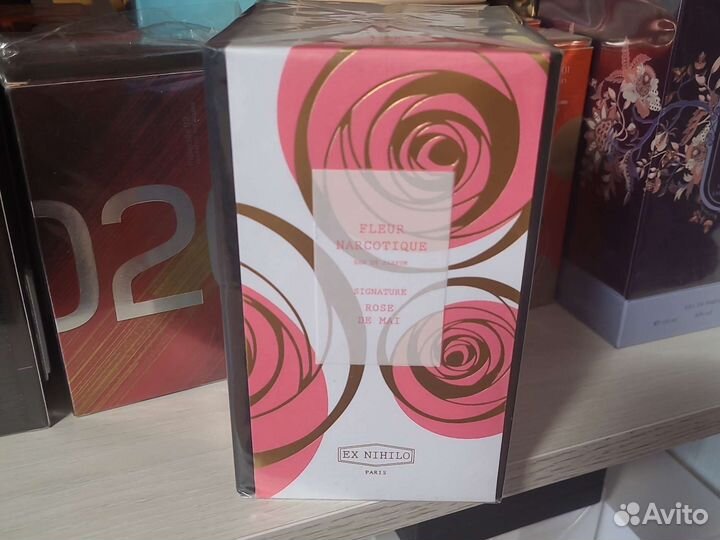 FLEUR
NARCOTIQUE
EAU DE PARFUM
SIGNATURE
ROSE
DE MAI
EX NIHILO
PARIS
02
Avito